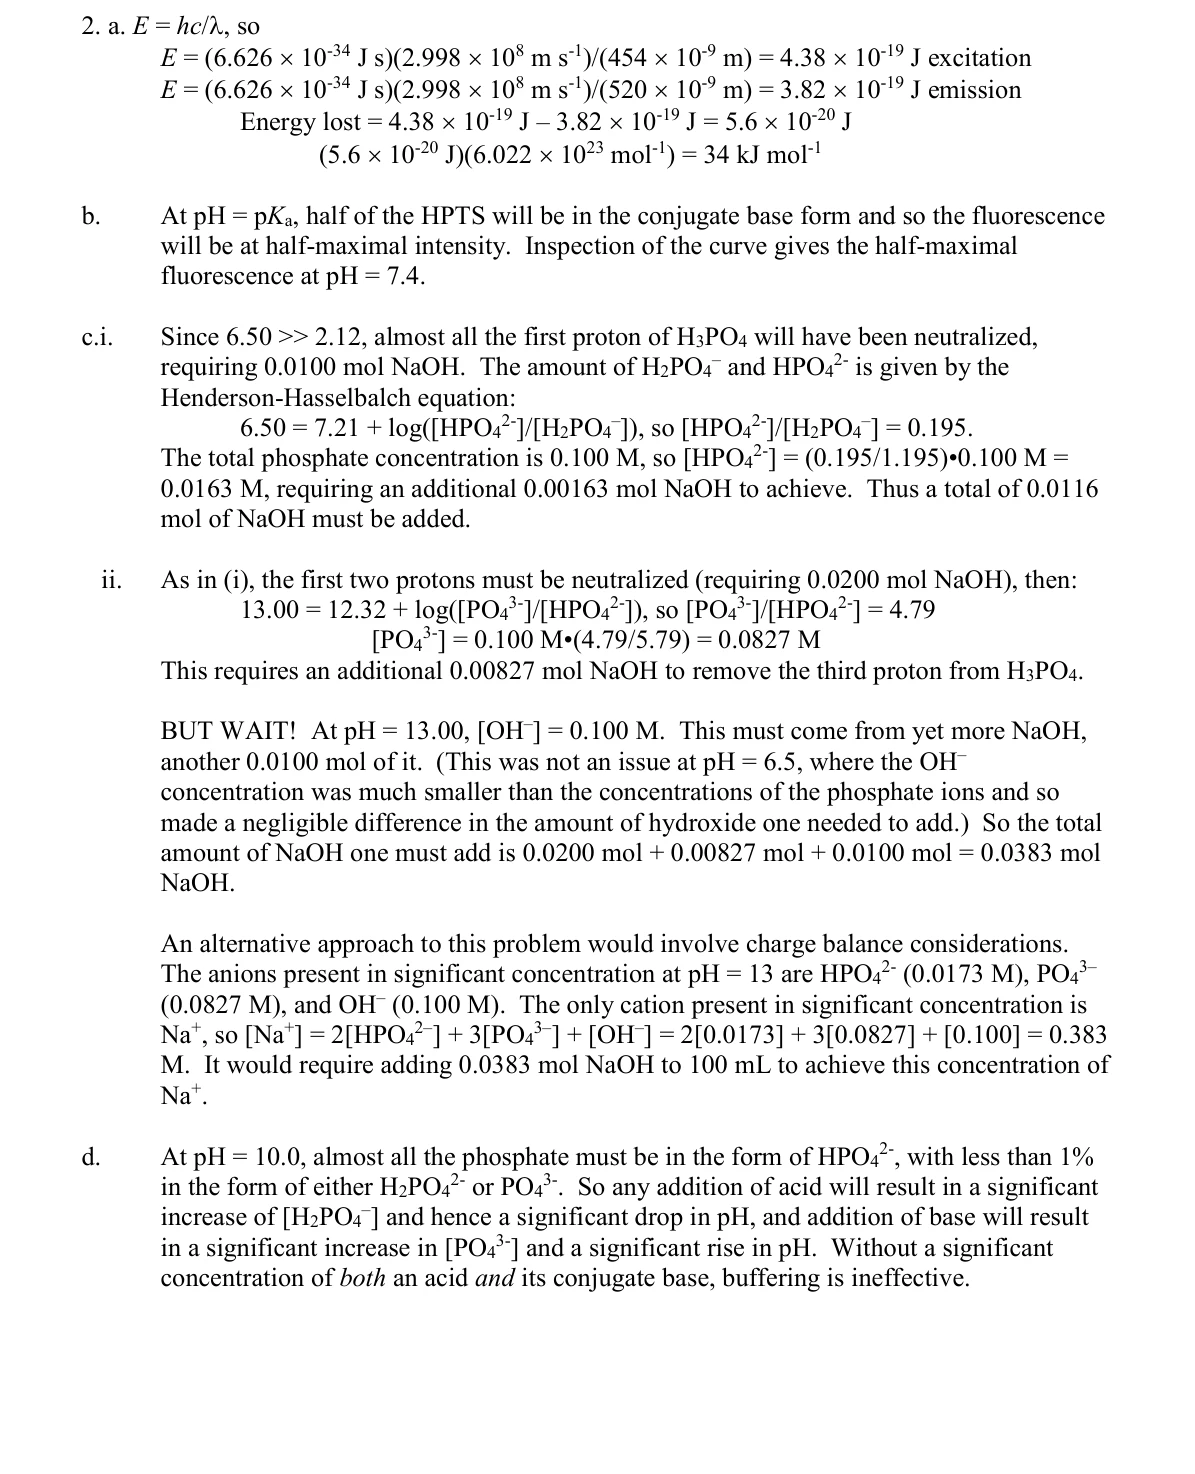 2. a. E = hc/λ, so
E = (6.626 × 10⁻³⁴ J s)(2.998 × 10⁸ m s⁻¹)/(454 × 10⁻⁹ m) = 4.38 × 10⁻¹⁹ J excitation
E = (6.626 × 10⁻³⁴ J s)(2.998 × 10⁸ m s⁻¹)/(520 × 10⁻⁹ m) = 3.82 × 10⁻¹⁹ J emission
Energy lost = 4.38 × 10⁻¹⁹ J – 3.82 × 10⁻¹⁹ J = 5.6 × 10⁻²⁰ J
(5.6 × 10⁻²⁰ J)(6.022 × 10²³ mol⁻¹) = 34 kJ mol⁻¹
b. At pH = pKₐ, half of the HPTS will be in the conjugate base form and so the fluorescence
will be at half-maximal intensity. Inspection of the curve gives the half-maximal
fluorescence at pH = 7.4.
c.i. Since 6.50 >> 2.12, almost all the first proton of H₃PO₄ will have been neutralized,
requiring 0.0100 mol NaOH. The amount of H₂PO₄⁻ and HPO₄²⁻ is given by the
Henderson-Hasselbalch equation:
6.50 = 7.21 + log([HPO₄²⁻]/[H₂PO₄⁻]), so [HPO₄²⁻]/[H₂PO₄⁻] = 0.195.
The total phosphate concentration is 0.100 M, so [HPO₄²⁻] = (0.195/1.195)•0.100 M =
0.0163 M, requiring an additional 0.00163 mol NaOH to achieve. Thus a total of 0.0116
mol of NaOH must be added.
ii. As in (i), the first two protons must be neutralized (requiring 0.0200 mol NaOH), then:
13.00 = 12.32 + log([PO₄³⁻]/[HPO₄²⁻]), so [PO₄³⁻]/[HPO₄²⁻] = 4.79
[PO₄³⁻] = 0.100 M•(4.79/5.79) = 0.0827 M
This requires an additional 0.00827 mol NaOH to remove the third proton from H₃PO₄.
BUT WAIT! At pH = 13.00, [OH⁻] = 0.100 M. This must come from yet more NaOH,
another 0.0100 mol of it. (This was not an issue at pH = 6.5, where the OH⁻
concentration was much smaller than the concentrations of the phosphate ions and so
made a negligible difference in the amount of hydroxide one needed to add.) So the total
amount of NaOH one must add is 0.0200 mol + 0.00827 mol + 0.0100 mol = 0.0383 mol
NaOH.
An alternative approach to this problem would involve charge balance considerations.
The anions present in significant concentration at pH = 13 are HPO₄²⁻ (0.0173 M), PO₄³⁻
(0.0827 M), and OH⁻ (0.100 M). The only cation present in significant concentration is
Na⁺, so [Na⁺] = 2[HPO₄²⁻] + 3[PO₄³⁻] + [OH⁻] = 2[0.0173] + 3[0.0827] + [0.100] = 0.383
M. It would require adding 0.0383 mol NaOH to 100 mL to achieve this concentration of
Na⁺.
d. At pH = 10.0, almost all the phosphate must be in the form of HPO₄²⁻, with less than 1%
in the form of either H₂PO₄²⁻ or PO₄³⁻. So any addition of acid will result in a significant
increase of [H₂PO₄⁻] and hence a significant drop in pH, and addition of base will result
in a significant increase in [PO₄³⁻] and a significant rise in pH. Without a significant
concentration of both an acid and its conjugate base, buffering is ineffective.